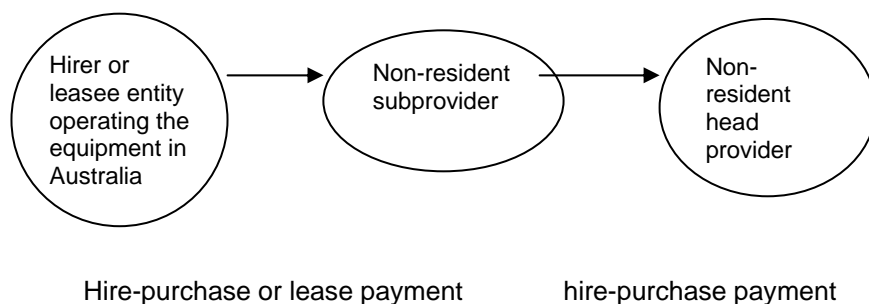 Hirer or
leasee entity
operating the
equipment in
Australia
Non-resident
subprovider
Non-
resident
head
provider
Hire-purchase or lease payment
hire-purchase payment